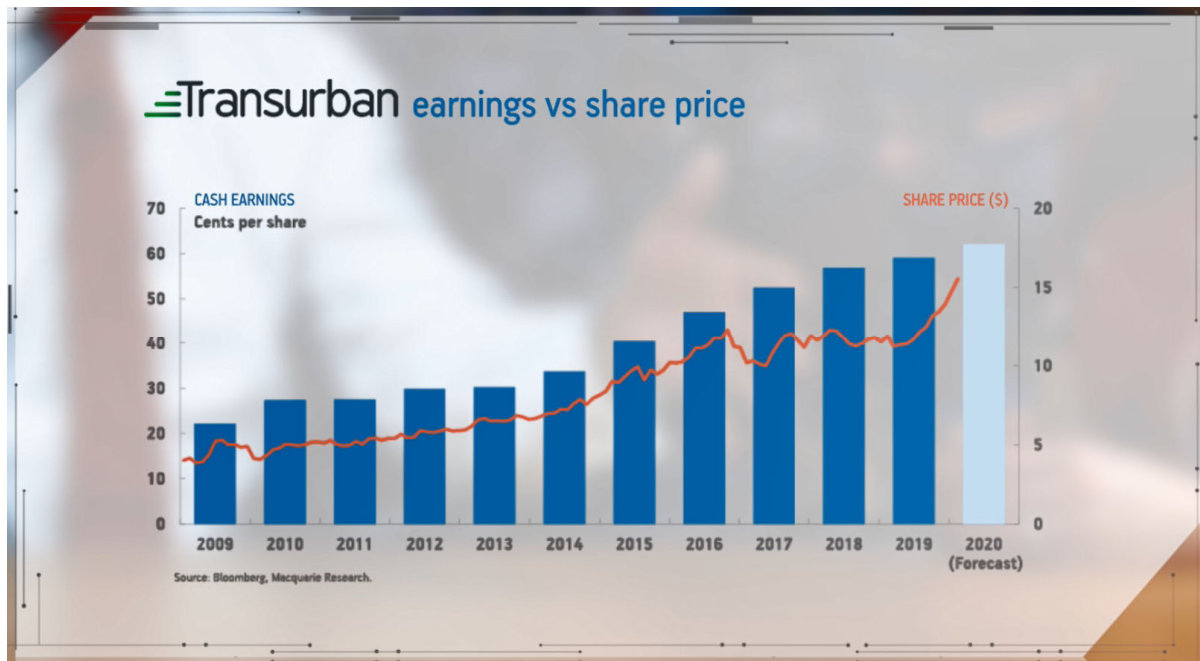 Transurban earnings vs share price
CASH EARNINGS
Cents per share
SHARE PRICE ($)
70
60
50
40
30
20
10
0
20
15
10
5
0
2009 2010 2011 2012 2013 2014 2015 2016 2017 2018 2019 2020
(Forecast)
Source: Bloomberg, Macquarie Research.